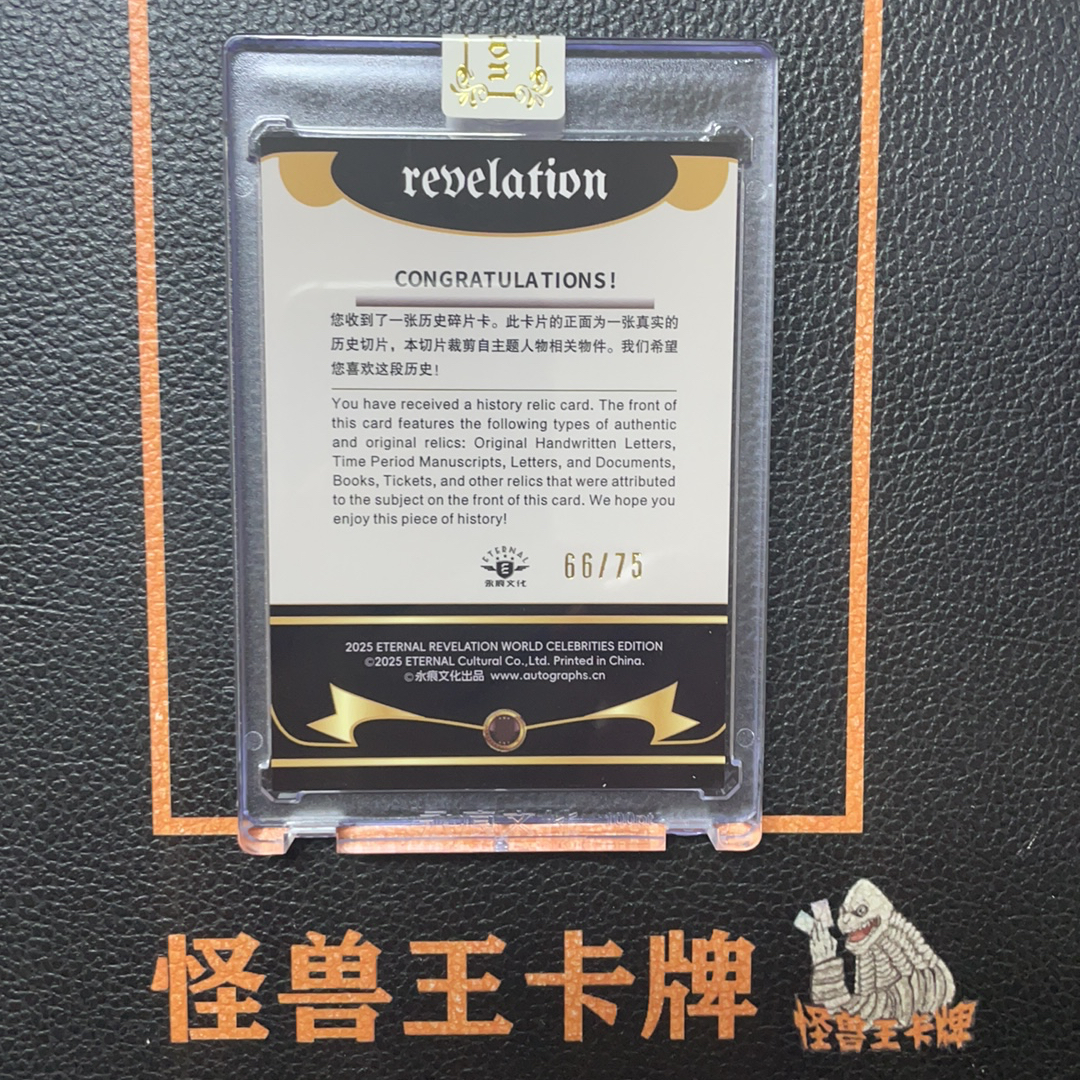 ion
revelation
CONGRATULATIONS!
您收到了一张历史碎片卡。此卡片的正面为一张真实的
历史切片，本切片裁剪自主题人物相关物件。我们希望
您喜欢这段历史！
You have received a history relic card. The front of
this card features the following types of authentic
and original relics: Original Handwritten Letters,
Time Period Manuscripts, Letters, and Documents,
Books, Tickets, and other relics that were attributed
to the subject on the front of this card. We hope you
enjoy this piece of history!
ETERNAL
永痕文化
66/75
2025 ETERNAL REVELATION WORLD CELEBRITIES EDITION
©2025 ETERNAL Cultural Co.,Ltd. Printed in China.
©永痕文化出品 www.autographs.cn
怪兽王卡牌
怪兽王卡牌